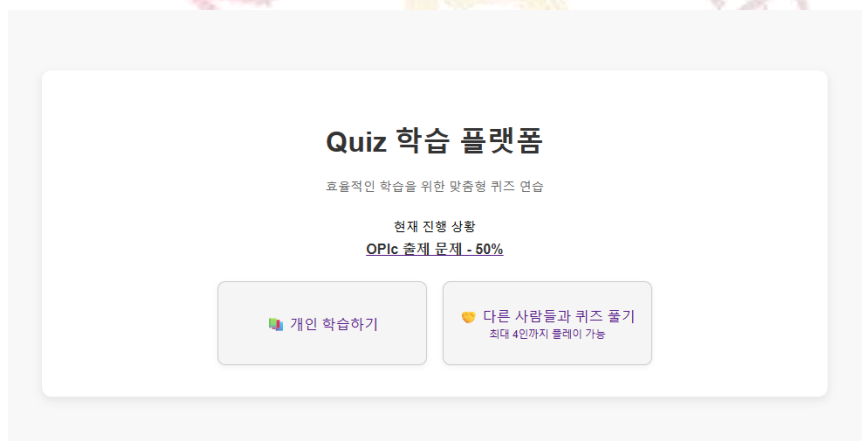 Quiz 학습 플랫폼
효율적인 학습을 위한 맞춤형 퀴즈 연습
현재 진행 상황
OPIc 출제 문제 - 50%
📚 개인 학습하기
🤝 다른 사람들과 퀴즈 풀기
최대 4인까지 플레이 가능